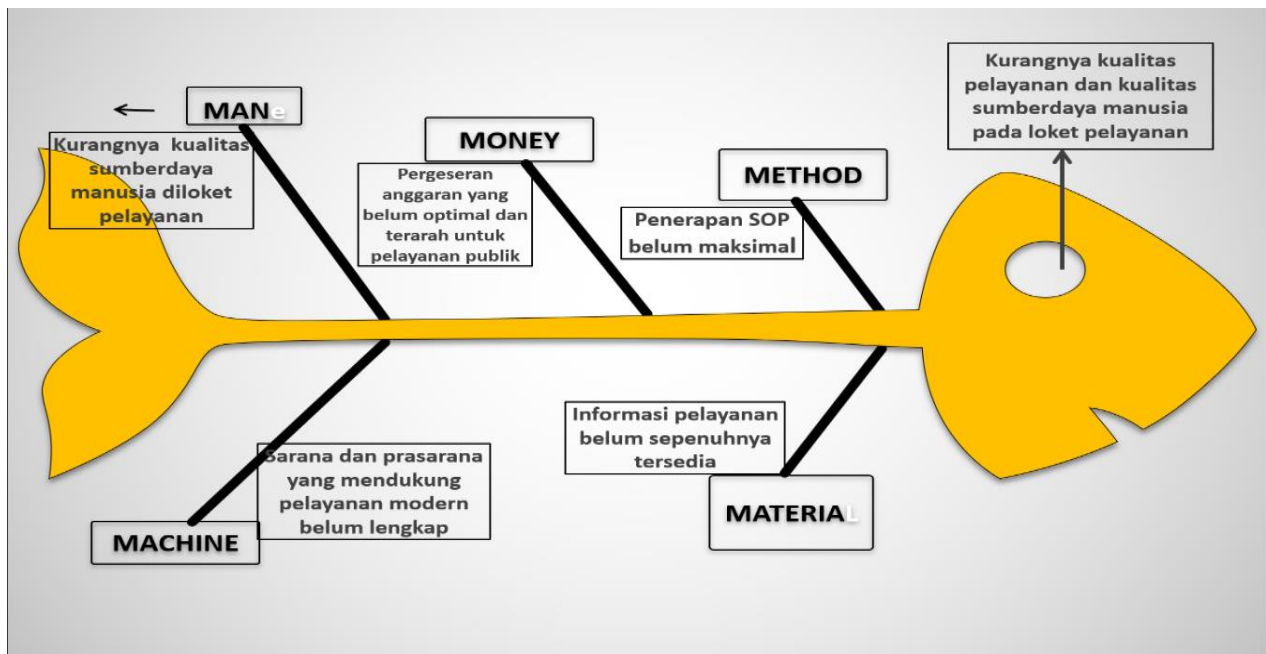 MANe
Kurangnya kualitas
sumberdaya
manusia diloket
pelayanan
MONEY
Pergeseran
anggaran yang
belum optimal dan
terarah untuk
pelayanan publik
METHOD
Penerapan SOP
belum maksimal
Kurangnya kualitas
pelayanan dan kualitas
sumberdaya manusia
pada loket pelayanan
Sarana dan prasarana
yang mendukung
pelayanan modern
belum lengkap
MACHINE
Informasi pelayanan
belum sepenuhnya
tersedia
MATERIAL